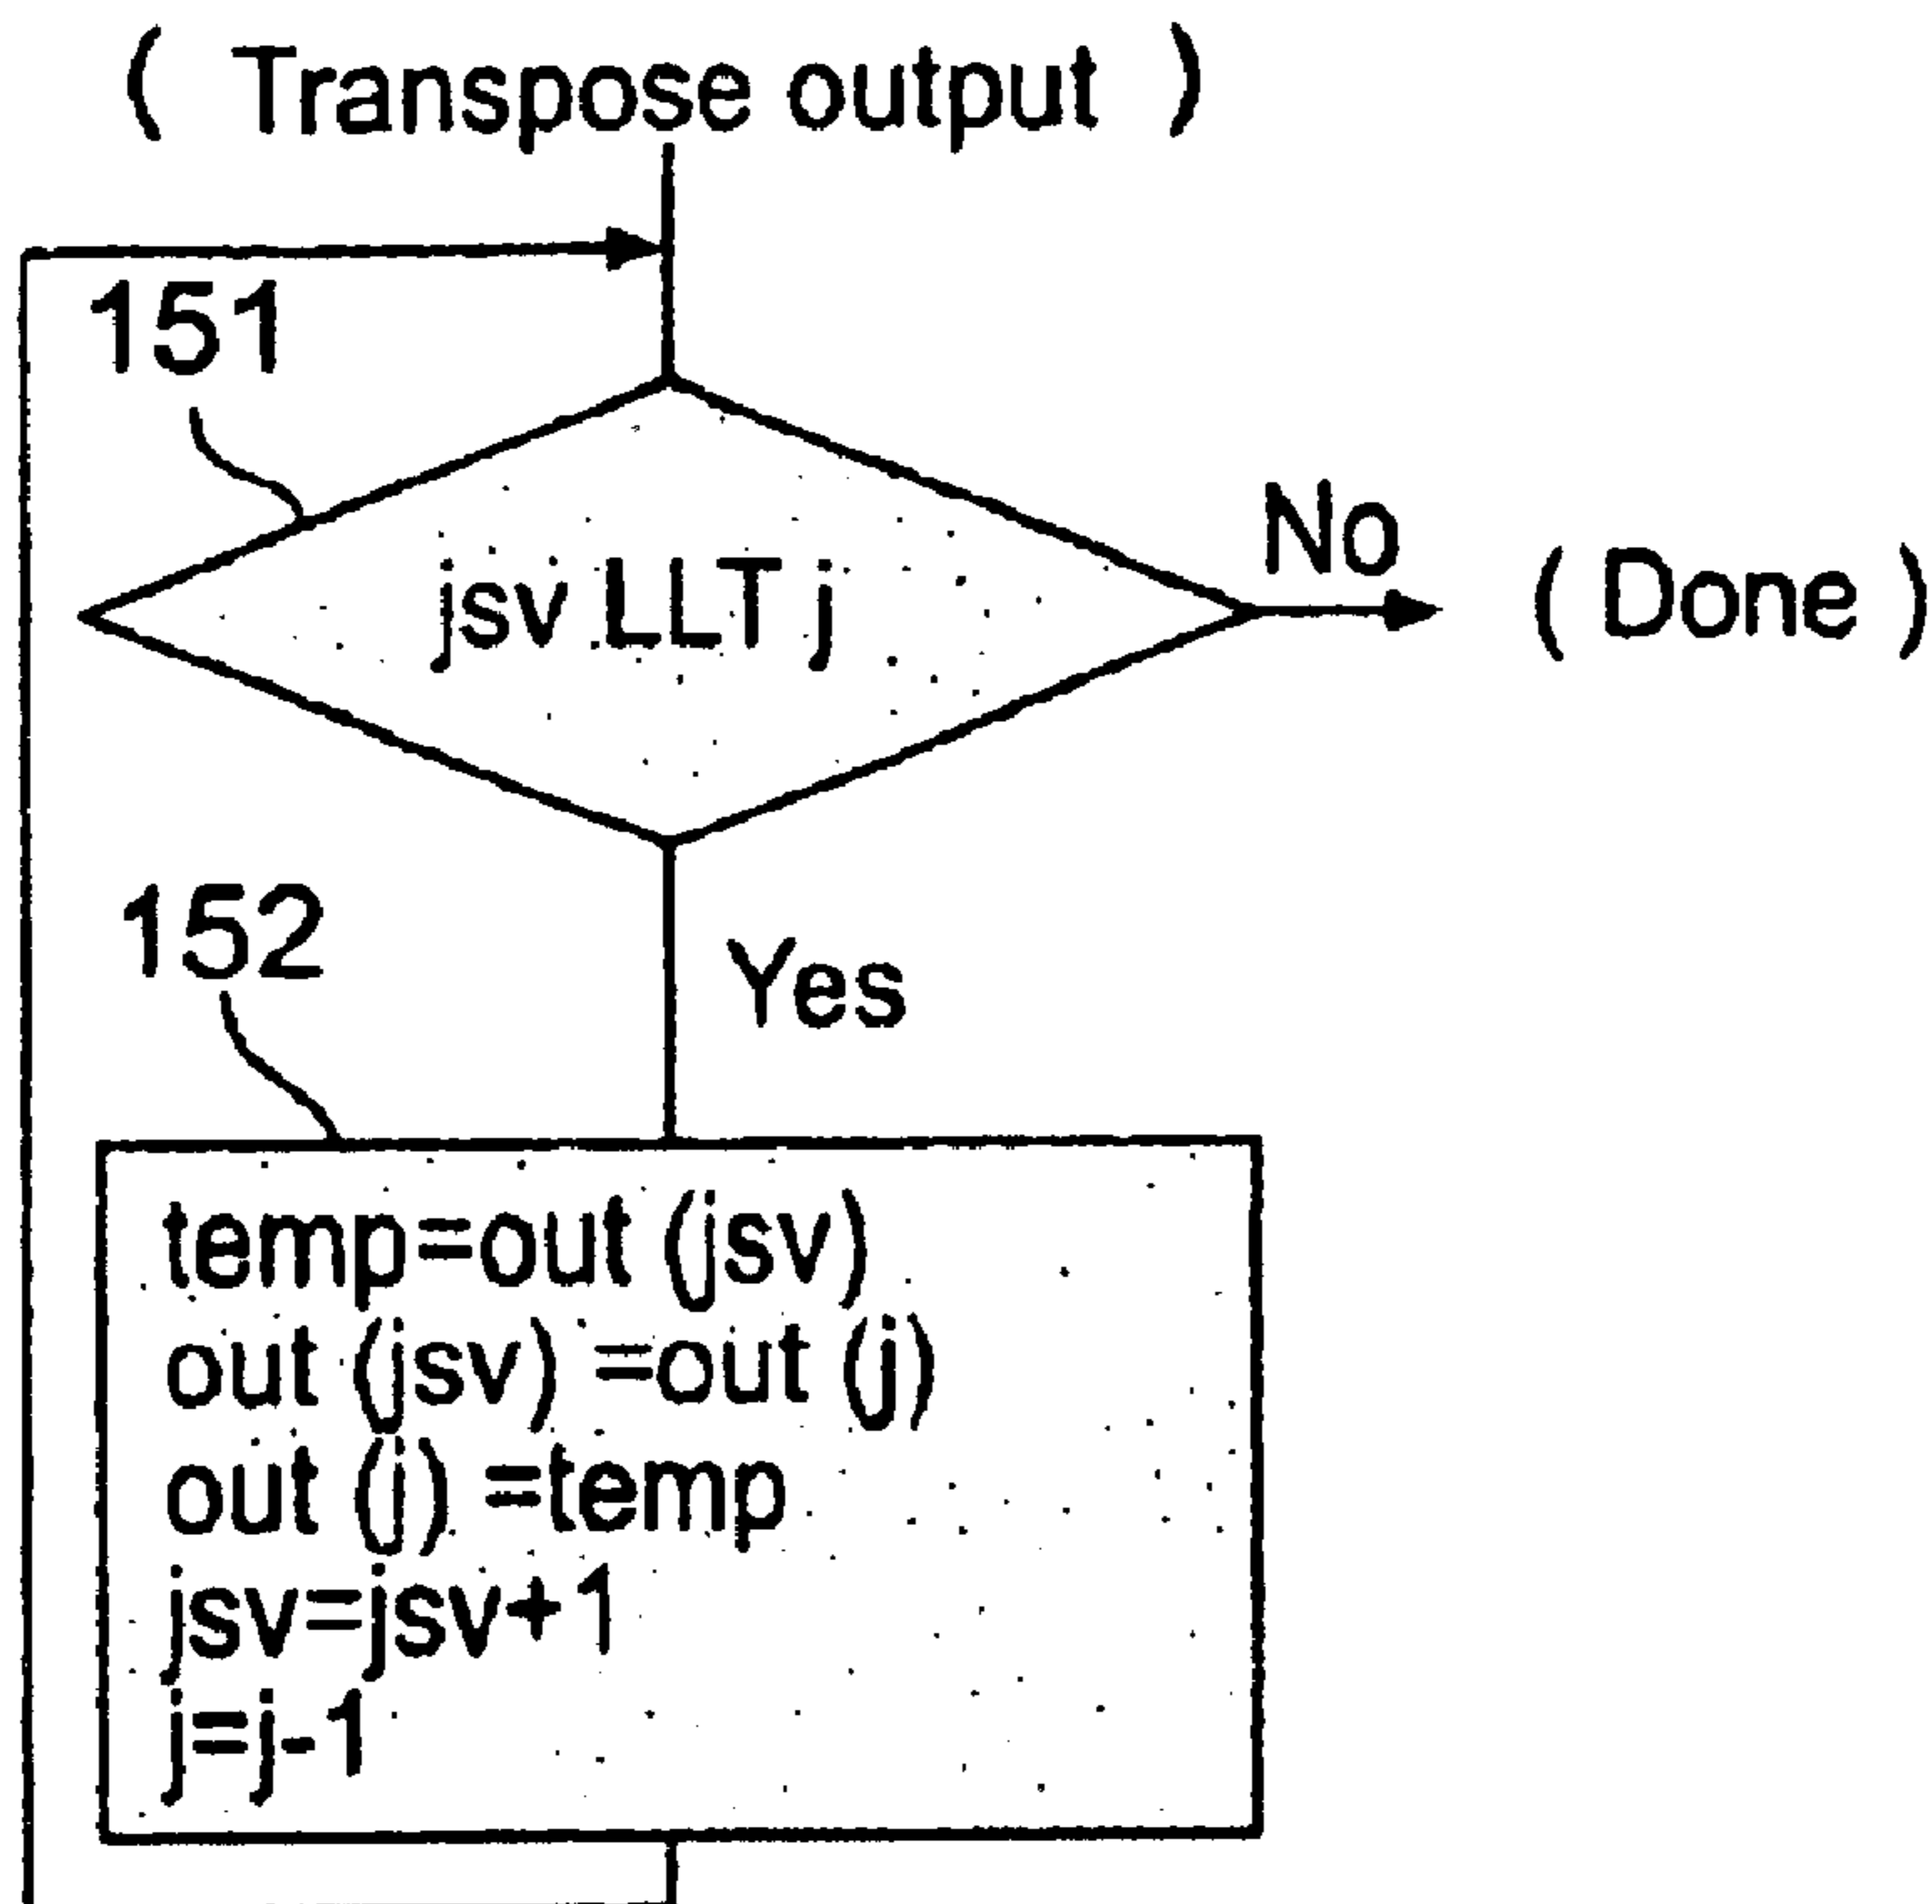 ( Transpose output )
151
jsv LLT j
No
( Done )
152
Yes
temp=out (jsv)
out (jsv) =out (j)
out (j) =temp
jsv=jsv+1
j=j-1